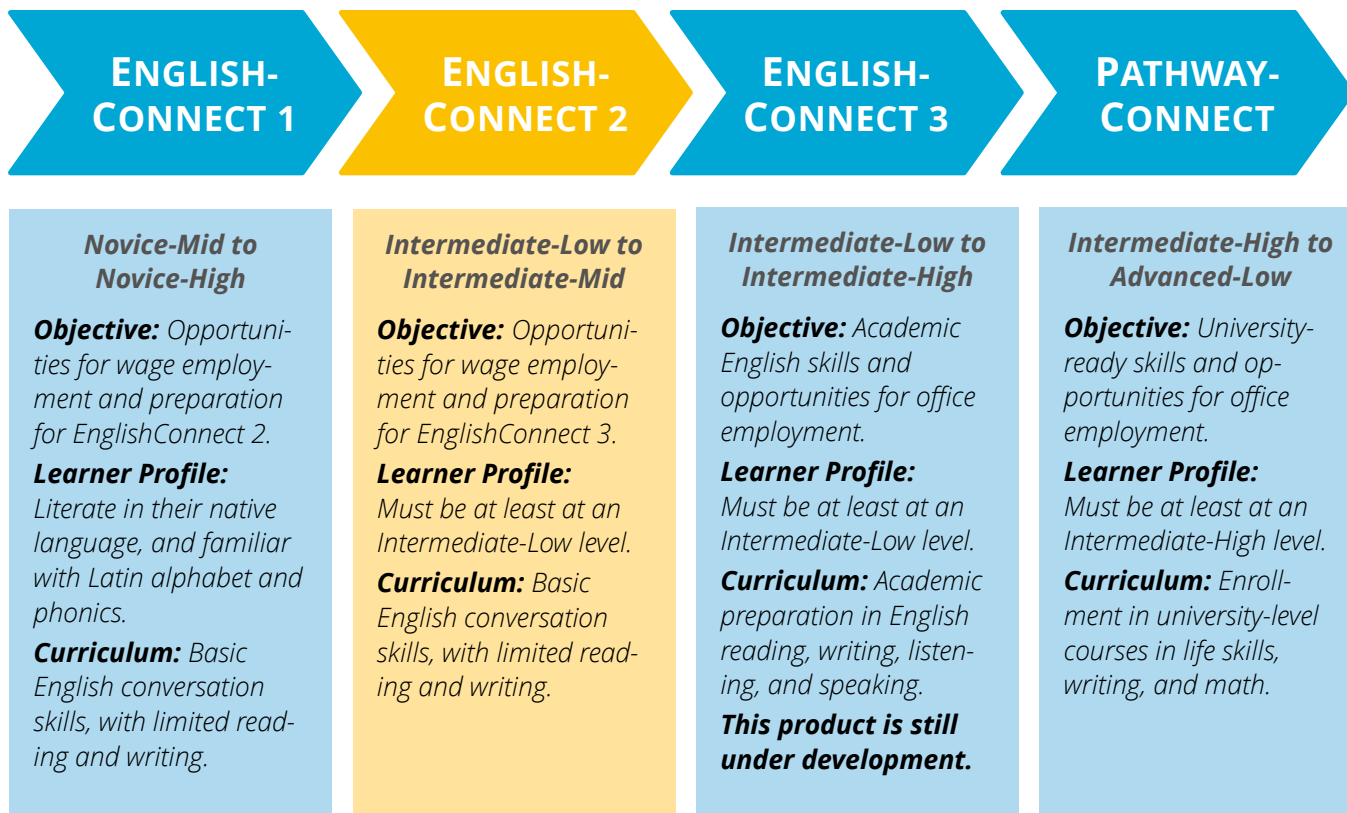 ENGLISH-
CONNECT 1
ENGLISH-
CONNECT 2
ENGLISH-
CONNECT 3
PATHWAY-
CONNECT
Novice-Mid to
Novice-High
Objective: Opportuni-
ties for wage employ-
ment and preparation
for EnglishConnect 2.
Learner Profile:
Literate in their native
language, and familiar
with Latin alphabet and
phonics.
Curriculum: Basic
English conversation
skills, with limited read-
ing and writing.
Intermediate-Low to
Intermediate-Mid
Objective: Opportuni-
ties for wage employ-
ment and preparation
for EnglishConnect 3.
Learner Profile:
Must be at least at an
Intermediate-Low level.
Curriculum: Basic
English conversation
skills, with limited read-
ing and writing.
Intermediate-Low to
Intermediate-High
Objective: Academic
English skills and
opportunities for office
employment.
Learner Profile:
Must be at least at an
Intermediate-Low level.
Curriculum: Academic
preparation in English
reading, writing, listen-
ing, and speaking.
This product is still
under development.
Intermediate-High to
Advanced-Low
Objective: University-
ready skills and op-
portunities for office
employment.
Learner Profile:
Must be at least at an
Intermediate-High level.
Curriculum: Enroll-
ment in university-level
courses in life skills,
writing, and math.